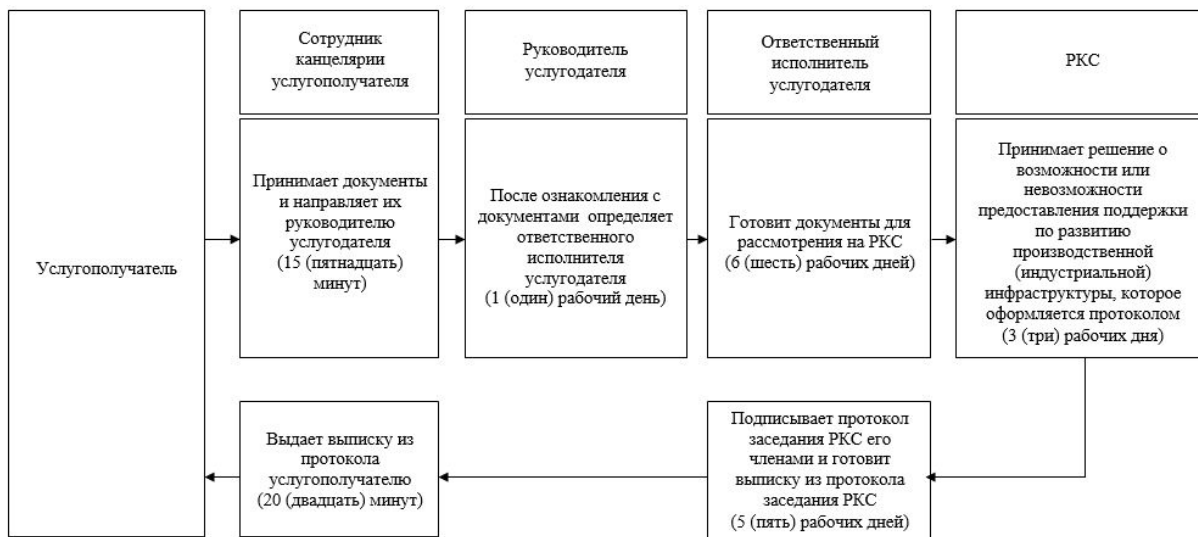 Сотрудник
канцелярии
услугополучателя
Руководитель
услугодателя
Ответственный
исполнитель
услугодателя
РКС
Услугополучатель
Принимает документы
и направляет их
руководителю
услугодателя
(15 (пятнадцать)
минут)
После ознакомления с
документами определяет
ответственного
исполнителя
услугодателя
(1 (один) рабочий день)
Готовит документы для
рассмотрения на РКС
(6 (шесть) рабочих дней)
Принимает решение о
возможности или
невозможности
предоставления поддержки
по развитию
производственной
(индустриальной)
инфраструктуры, которое
оформляется протоколом
(3 (три) рабочих дня)
Выдает выписку из
протокола
услугополучателю
(20 (двадцать) минут)
Подписывает протокол
заседания РКС его
членами и готовит
выписку из протокола
заседания РКС
(5 (пять) рабочих дней)